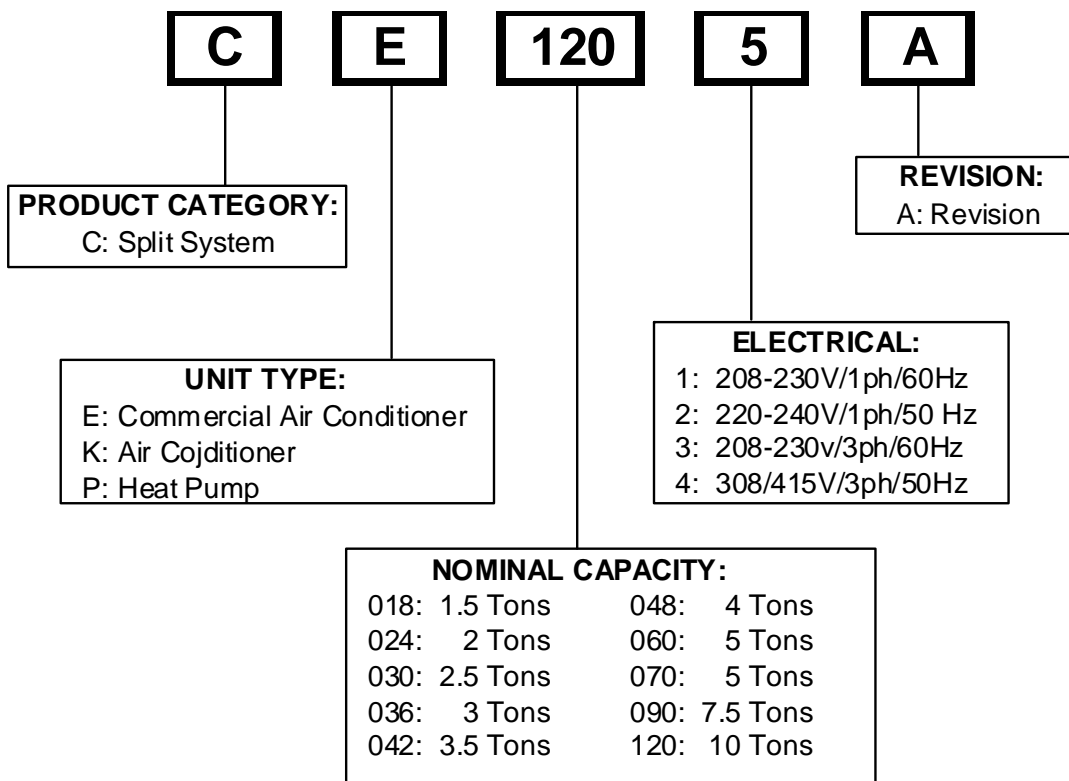 C E 120 5 A
PRODUCT CATEGORY:
C: Split System
REVISION:
A: Revision
UNIT TYPE:
E: Commercial Air Conditioner
K: Air Cojditioner
P: Heat Pump
ELECTRICAL:
1: 208-230V/1ph/60Hz
2: 220-240V/1ph/50 Hz
3: 208-230v/3ph/60Hz
4: 308/415V/3ph/50Hz
NOMINAL CAPACITY:
018: 1.5 Tons 048: 4 Tons
024: 2 Tons 060: 5 Tons
030: 2.5 Tons 070: 5 Tons
036: 3 Tons 090: 7.5 Tons
042: 3.5 Tons 120: 10 Tons